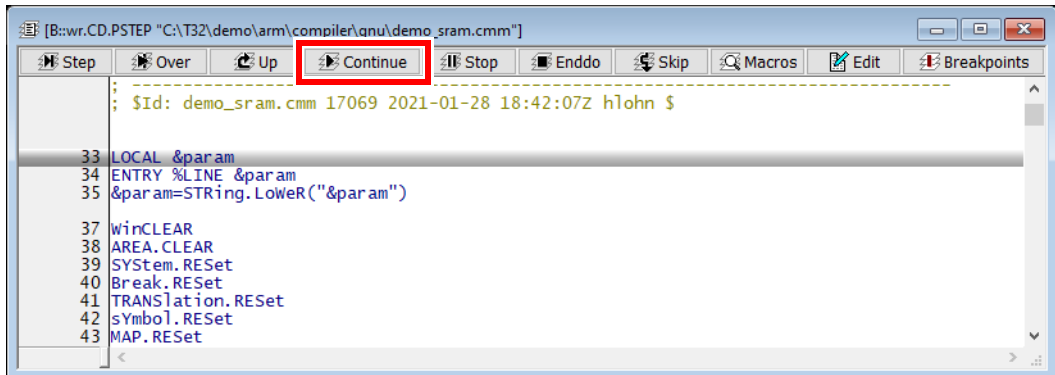 [B::wr.CD.PSTEP "C:\T32\demo\arm\compiler\gnu\demo_sram.cmm"]
Step Over Up Continue Stop Enddo Skip Macros Edit Breakpoints
; --------------------------------------------------------------------------------
; $Id: demo_sram.cmm 17069 2021-01-28 18:42:07Z hlohn $
33 LOCAL &param
34 ENTRY %LINE &param
35 &param=STRing.LoWeR("&param")
37 WinCLEAR
38 AREA.CLEAR
39 SYStem.RESet
40 Break.RESet
41 TRANSlation.RESet
42 sYmbol.RESet
43 MAP.RESet